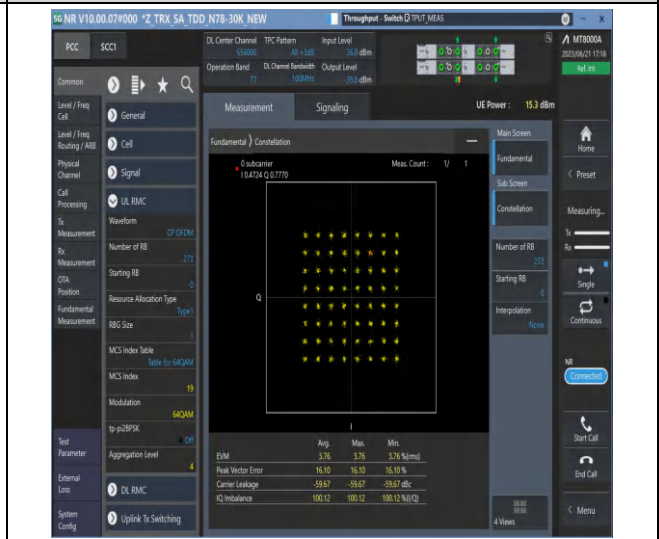 5G NR V10.00.07#000 *Z_TRX_SA_TDD_N78-30K_NEW
Throughput - Switch TPUT_MEAS
PCC
SCC1
DL Center Channel
TPC Pattern
Input Level
656000
All +3dB
26.0 dBm
Operation Band
DL Channel Bandwidth
Output Level
77
100MHz
-39.8 dBm
MT8000A
2023/06/21 17:18
Ref. int
Common
Level / Freq
Cell
Level / Freq
Routing / ARB
Physical
Channel
Call
Processing
Tx
Measurement
Rx
Measurement
OTA
Position
Fundamental
Measurement
Test
Parameter
External
Loss
System
Config
General
Cell
Signal
UL RMC
Waveform
CP OFDM
Number of RB
273
Starting RB
0
Resource Allocation Type
Type1
RBG Size
1
MCS Index Table
Table for 64QAM
MCS Index
19
Modulation
64QAM
tp-pi2BPSK
Off
Aggregation Level
4
DL RMC
Uplink Tx Switching
Measurement
Signaling
UE Power : 15.3 dBm
Fundamental ⟩ Constellation
0 subcarrier
Meas. Count : 1/ 1
I 0.4724 Q 0.7770
Q
I
Avg. Max. Min.
EVM 3.76 3.76 3.76 %(rms)
Peak Vector Error 16.10 16.10 16.10 %
Carrier Leakage -59.67 -59.67 -59.67 dBc
IQ Imbalance 100.12 100.12 100.12 %(I/Q)
Main Screen
Fundamental
Sub Screen
Constellation
Number of RB
273
Starting RB
0
Interpolation
None
4 Views
Home
Preset
Measuring...
Tx
Rx
Single
Continuous
NR
Connected
Start Call
End Call
Menu